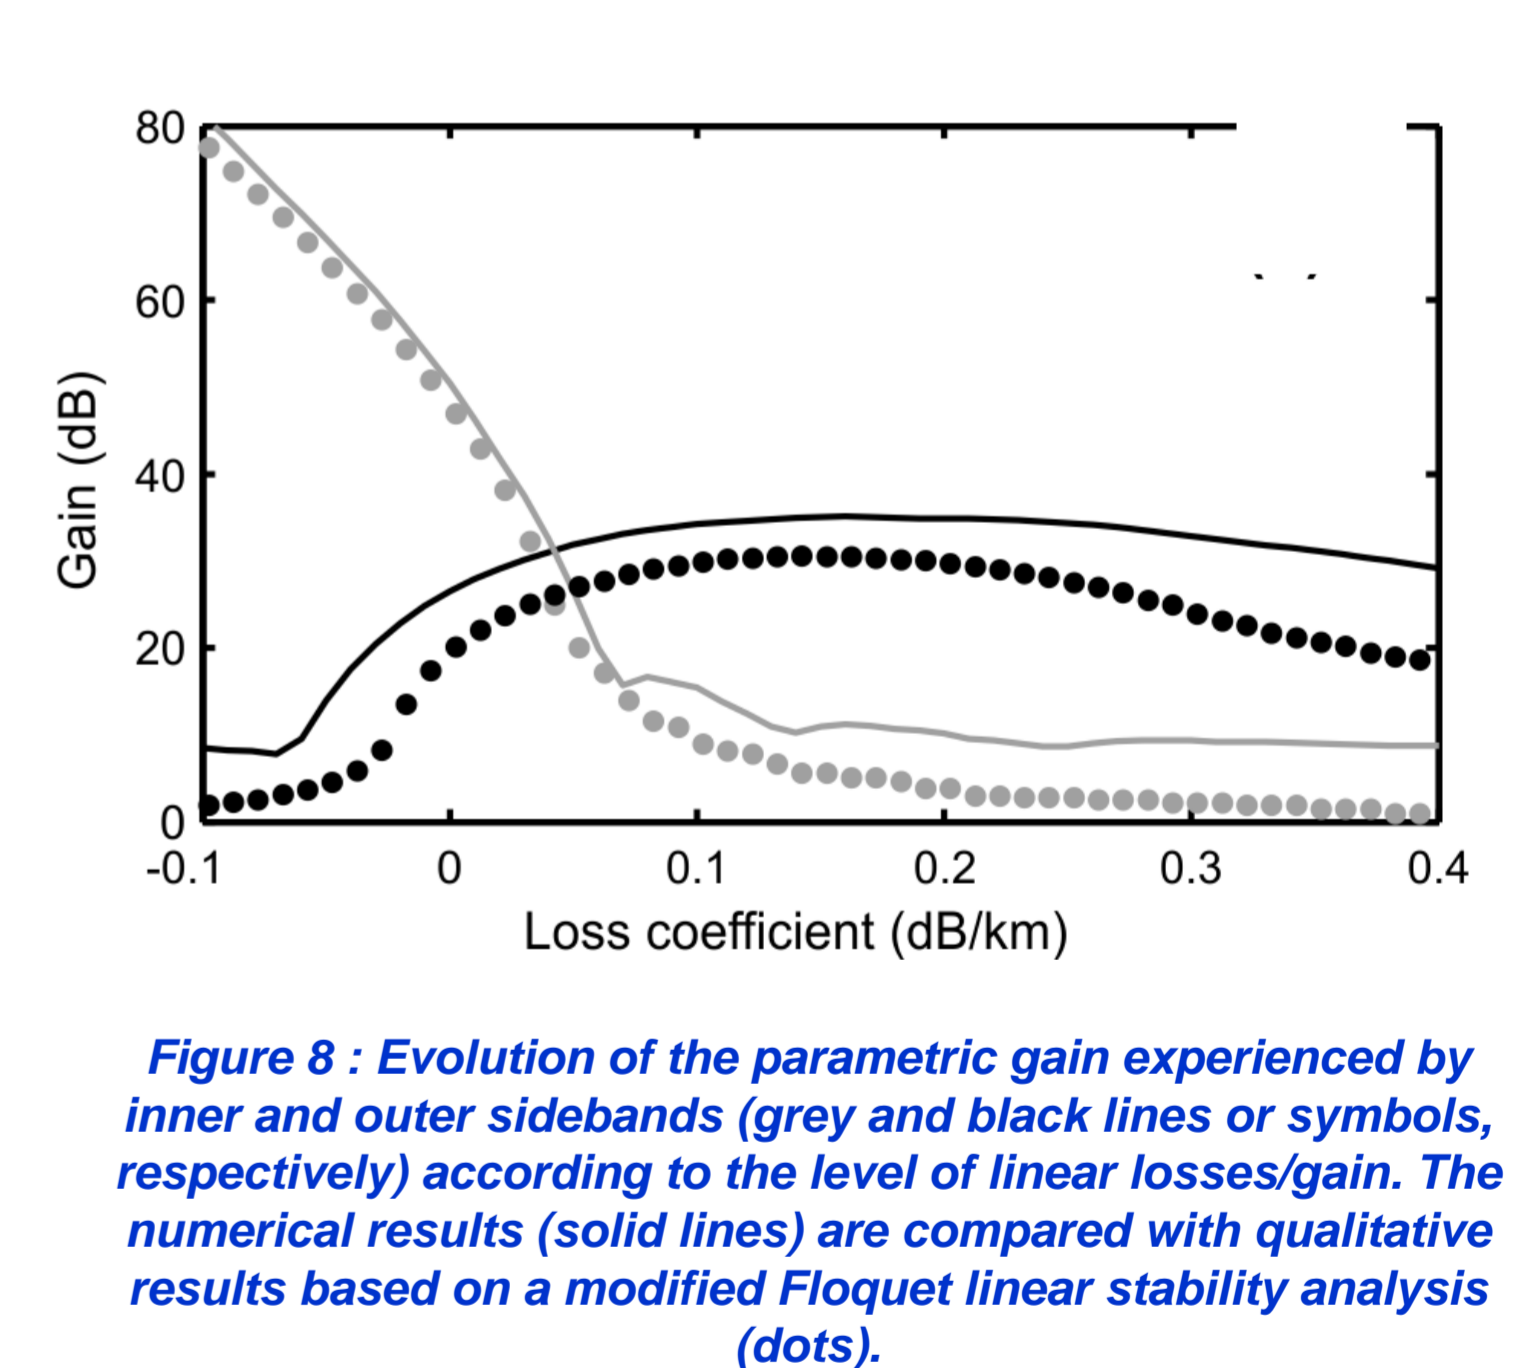 80
60
40
20
0
Gain (dB)
-0.1 0 0.1 0.2 0.3 0.4
Loss coefficient (dB/km)
Figure 8 : Evolution of the parametric gain experienced by
inner and outer sidebands (grey and black lines or symbols,
respectively) according to the level of linear losses/gain. The
numerical results (solid lines) are compared with qualitative
results based on a modified Floquet linear stability analysis
(dots).